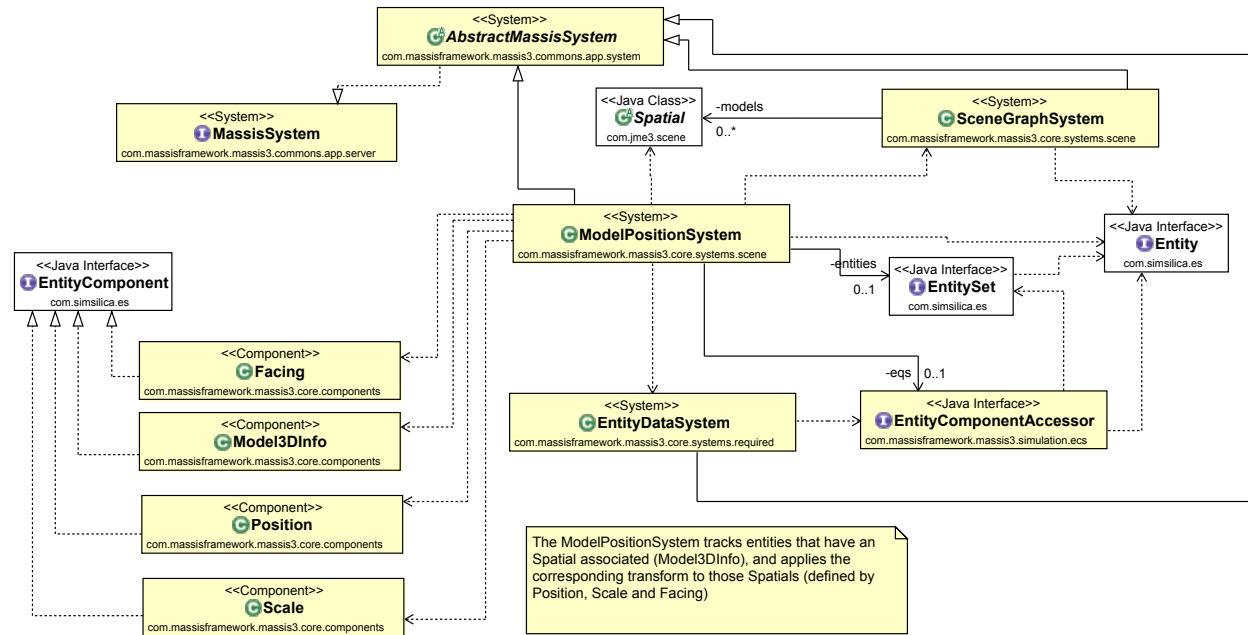 <<System>>
AbstractMassisSystem
com.massisframework.massis3.commons.app.system
<<System>>
MassisSystem
com.massisframework.massis3.commons.app.server
<<Java Class>>
Spatial
com.jme3.scene
-models
0..*
<<System>>
SceneGraphSystem
com.massisframework.massis3.core.systems.scene
<<System>>
ModelPositionSystem
com.massisframework.massis3.core.systems.scene
<<Java Interface>>
Entity
com.simsilica.es
<<Java Interface>>
EntityComponent
com.simsilica.es
-entities
0..1
<<Java Interface>>
EntitySet
com.simsilica.es
<<Component>>
Facing
com.massisframework.massis3.core.components
-eqs
0..1
<<System>>
EntityDataSystem
com.massisframework.massis3.core.systems.required
<<Java Interface>>
EntityComponentAccessor
com.massisframework.massis3.simulation.ecs
<<Component>>
Model3DInfo
com.massisframework.massis3.core.components
<<Component>>
Position
com.massisframework.massis3.core.components
<<Component>>
Scale
com.massisframework.massis3.core.components
The ModelPositionSystem tracks entities that have an
Spatial associated (Model3DInfo), and applies the
corresponding transform to those Spatials (defined by
Position, Scale and Facing)